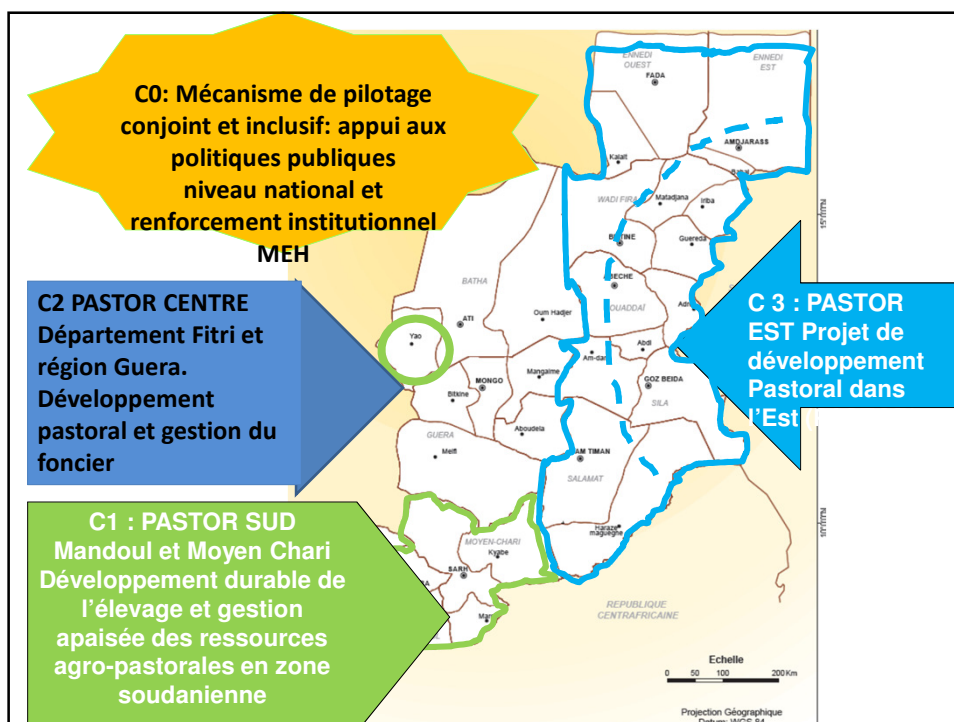 C0: Mécanisme de pilotage
conjoint et inclusif: appui aux
politiques publiques
niveau national et
renforcement institutionnel
MEH
C2 PASTOR CENTRE
Département Fitri et
région Guera.
Développement
pastoral et gestion du
foncier
C1 : PASTOR SUD
Mandoul et Moyen Chari
Développement durable de
l'élevage et gestion
apaisée des ressources
agro-pastorales en zone
soudanienne
C 3 : PASTOR
EST Projet de
développement
Pastoral dans
l'Est
ENNEDI
OUEST
ENNEDI
EST
FADA
AMDJARASS
Kalaït
WADI FIRA
Matadjana
Iriba
Guereda
BATHA
OUADDAÏ
ATI
Oum Hadjer
Yao
Abdi
Am-dam
Mangalme
MONGO
GOZ BEIDA
Bitkine
SILA
Aboudeia
GUERA
Melfi
AM TIMAN
SALAMAT
Haraze
maguegne
MOYEN-CHARI
Kyabe
SARH
REPUBLIQUE
CENTRAFRICAINE
Echelle
0 100 200 Km
Projection Géographique
Datum: WGS 84